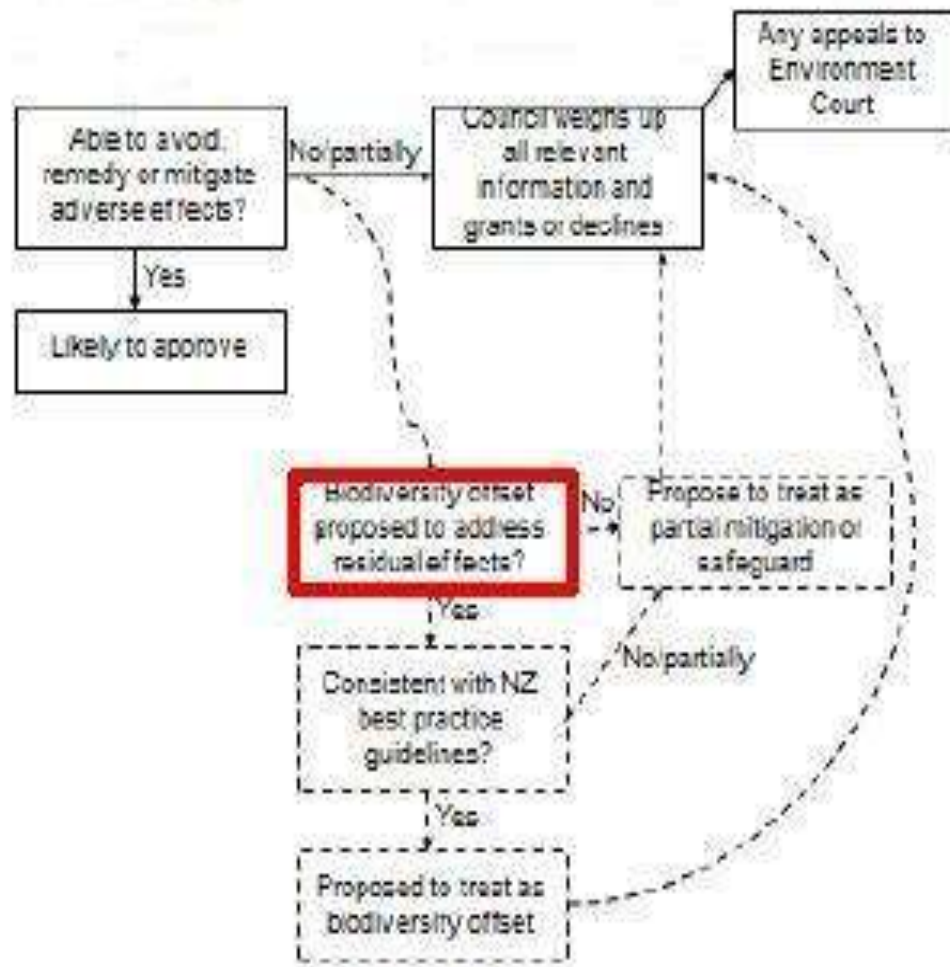 Any appeals to
Environment
Court
Able to avoid,
remedy or mitigate
adverse effects?
No/partially
Council weighs up
all relevant
information and
grants or declines
Yes
Likely to approve
Biodiversity offset
proposed to address
residual effects?
No
Propose to treat as
partial mitigation or
safeguard
Yes
No/partially
Consistent with NZ
best practice
guidelines?
Yes
Proposed to treat as
biodiversity offset